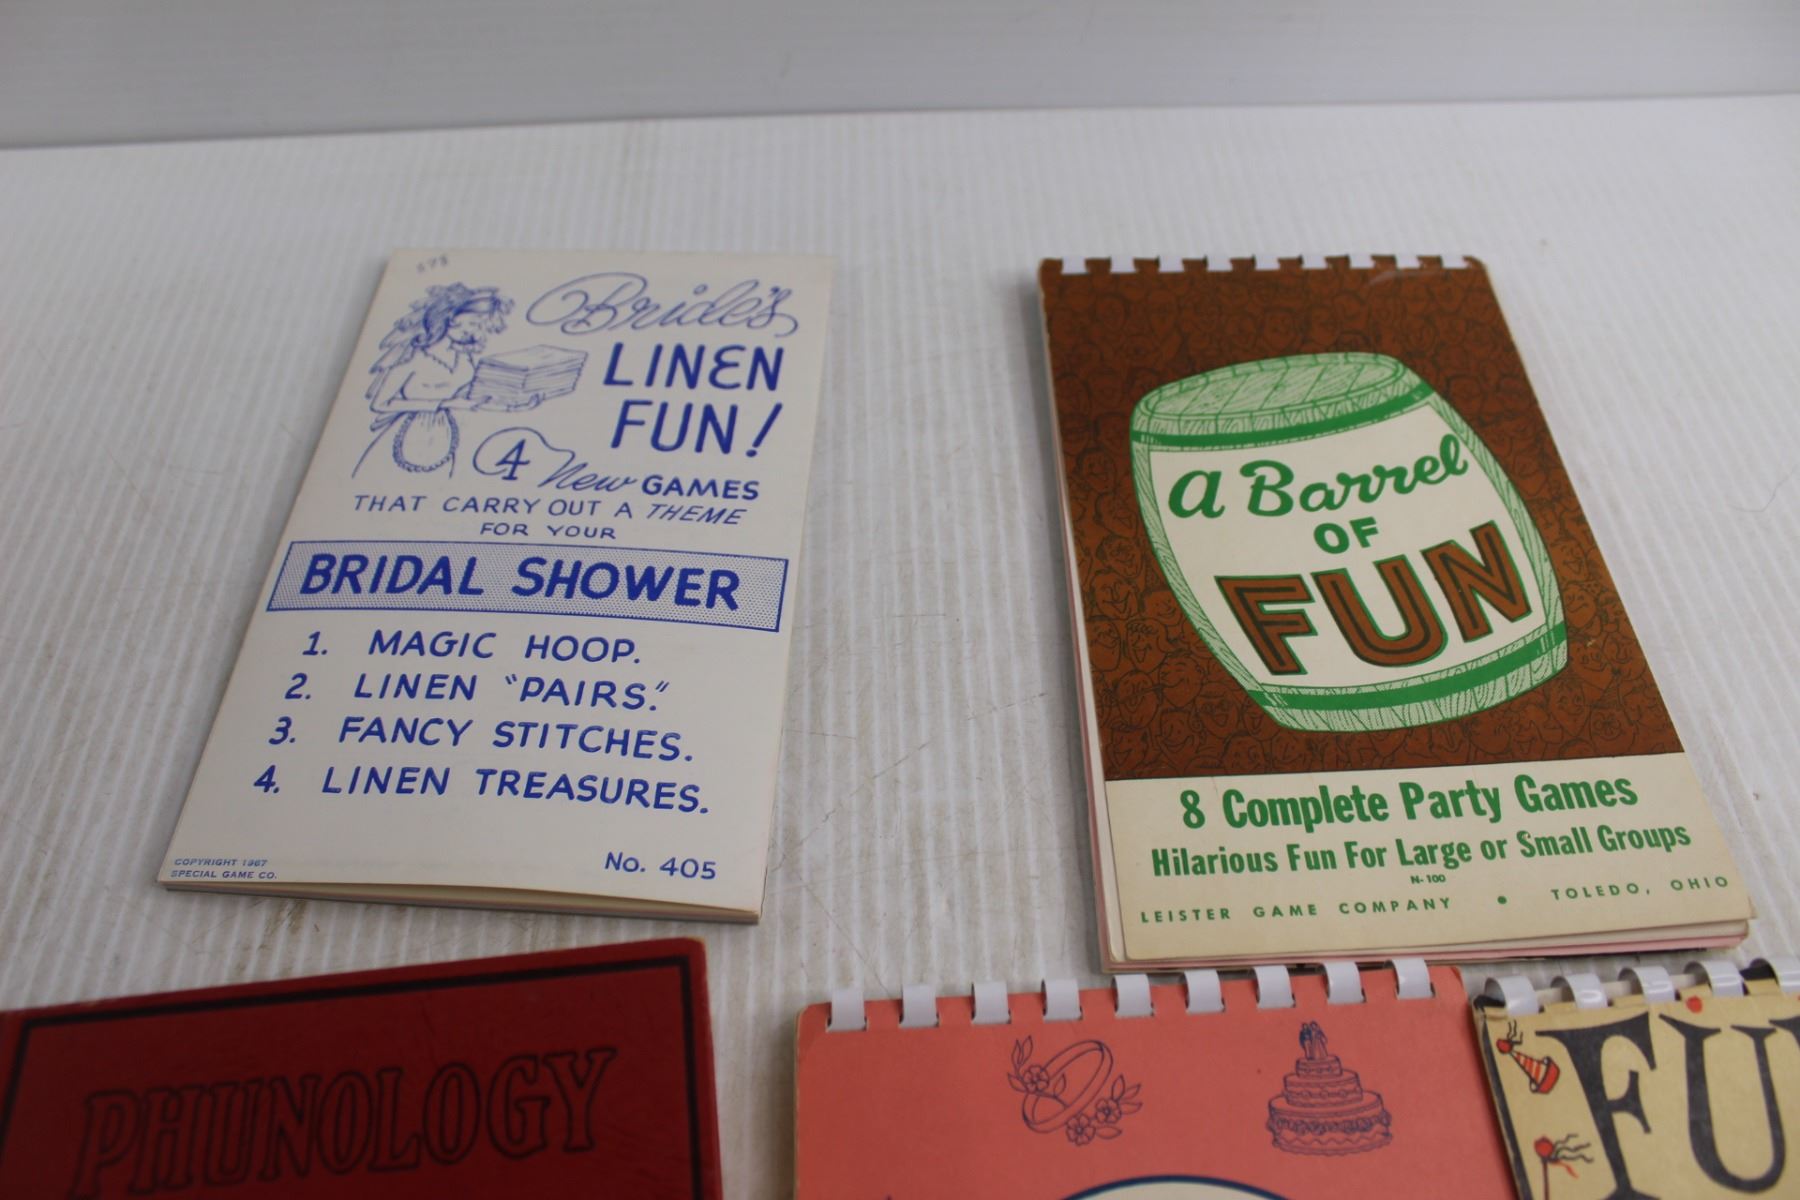 Bride's
LINEN
FUN!
4 New GAMES
THAT CARRY OUT A THEME
FOR YOUR
BRIDAL SHOWER
1. MAGIC HOOP.
2. LINEN "PAIRS."
3. FANCY STITCHES.
4. LINEN TREASURES.
COPYRIGHT 1967
SPECIAL GAME CO.
No. 405
A Barrel
OF
FUN
8 Complete Party Games
Hilarious Fun For Large or Small Groups
N-100
LEISTER GAME COMPANY • TOLEDO, OHIO
PHUNOLOGY
FU